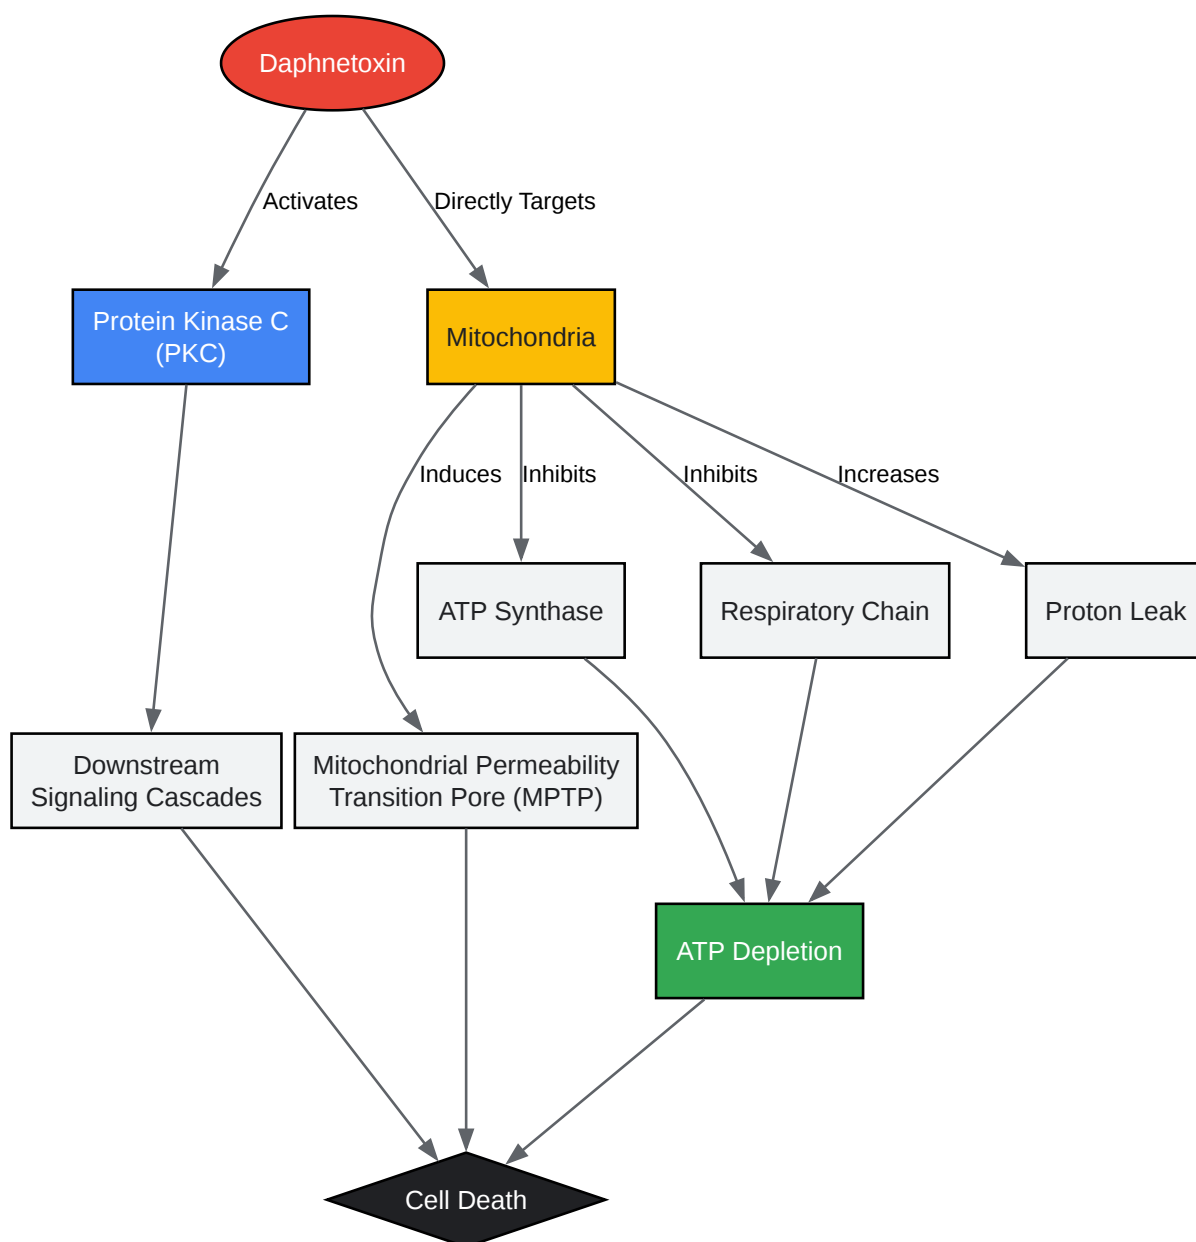 Daphnetoxin
Activates
Directly Targets
Protein Kinase C
(PKC)
Mitochondria
Induces
Inhibits
Inhibits
Increases
ATP Synthase
Respiratory Chain
Proton Leak
Downstream
Signaling Cascades
Mitochondrial Permeability
Transition Pore (MPTP)
ATP Depletion
Cell Death